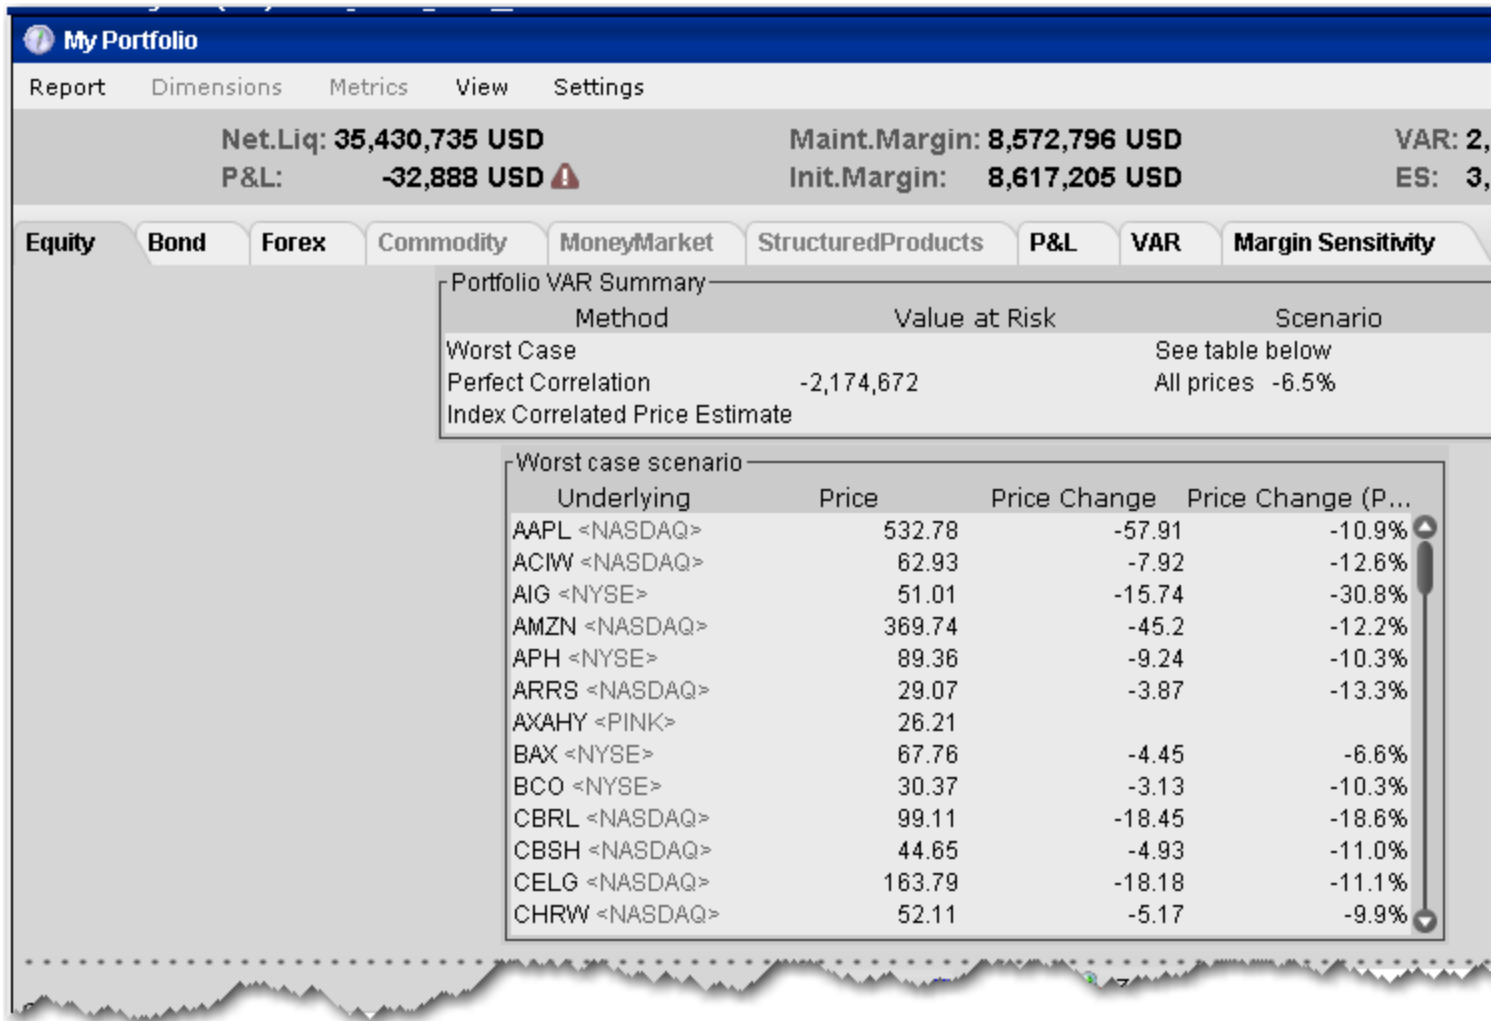 My Portfolio
Report Dimensions Metrics View Settings
Net.Liq: 35,430,735 USD Maint.Margin: 8,572,796 USD VAR: 2,
P&L: -32,888 USD Init.Margin: 8,617,205 USD ES: 3,
Equity Bond Forex Commodity MoneyMarket StructuredProducts P&L VAR Margin Sensitivity
Portfolio VAR Summary
Method Value at Risk Scenario
Worst Case See table below
Perfect Correlation -2,174,672 All prices -6.5%
Index Correlated Price Estimate
Worst case scenario
Underlying Price Price Change Price Change (P...
AAPL <NASDAQ> 532.78 -57.91 -10.9%
ACIW <NASDAQ> 62.93 -7.92 -12.6%
AIG <NYSE> 51.01 -15.74 -30.8%
AMZN <NASDAQ> 369.74 -45.2 -12.2%
APH <NYSE> 89.36 -9.24 -10.3%
ARRS <NASDAQ> 29.07 -3.87 -13.3%
AXAHY <PINK> 26.21
BAX <NYSE> 67.76 -4.45 -6.6%
BCO <NYSE> 30.37 -3.13 -10.3%
CBRL <NASDAQ> 99.11 -18.45 -18.6%
CBSH <NASDAQ> 44.65 -4.93 -11.0%
CELG <NASDAQ> 163.79 -18.18 -11.1%
CHRW <NASDAQ> 52.11 -5.17 -9.9%